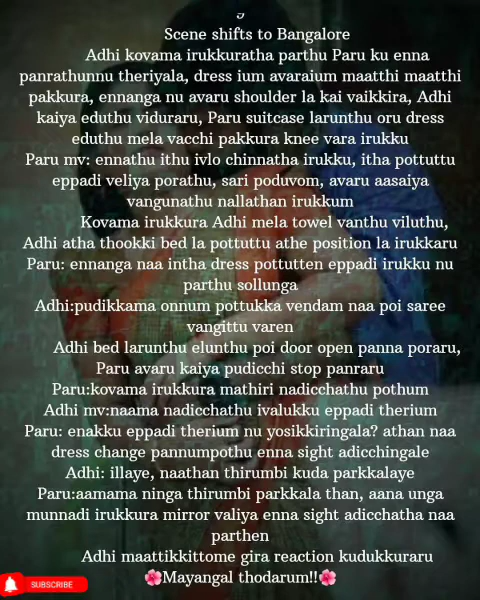 Scene shifts to Bangalore
Adhi kovama irukkuratha parthu Paru ku enna
panrathunnu theriyala, dress ium avaraium maatthi maatthi
pakkura, ennanga nu avaru shoulder la kai vaikkira, Adhi
kaiya eduthu viduraru, Paru suitcase larunthu oru dress
eduthu mela vacchi pakkura knee vara irukku
Paru mv: ennathu ithu ivlo chinnatha irukku, itha pottuttu
eppadi veliya porathu, sari poduvom, avaru aasaiya
vangunathu nallathan irukkum
Kovama irukkura Adhi mela towel vanthu viluthu,
Adhi atha thookki bed la pottuttu athe position la irukkaru
Paru: ennanga naa intha dress pottutten eppadi irukku nu
parthu sollunga
Adhi:pudikkama onnum pottukka vendam naa poi saree
vangittu varen
Adhi bed larunthu elunthu poi door open panna poraru,
Paru avaru kaiya pudicchi stop panraru
Paru:kovama irukkura mathiri nadicchathu pothum
Adhi mv:naama nadicchathu ivalukku eppadi therium
Paru: enakku eppadi therium nu yosikkiringala? athan naa
dress change pannumpothu enna sight adicchingale
Adhi: illaye, naathan thirumbi kuda parkkalaye
Paru:aamama ninga thirumbi parkkala than, aana unga
munnadi irukkura mirror valiya enna sight adicchatha naa
parthen
Adhi maattikkittome gira reaction kudukkuraru
🌺Mayangal thodarum!!🌺
SUBSCRIBE